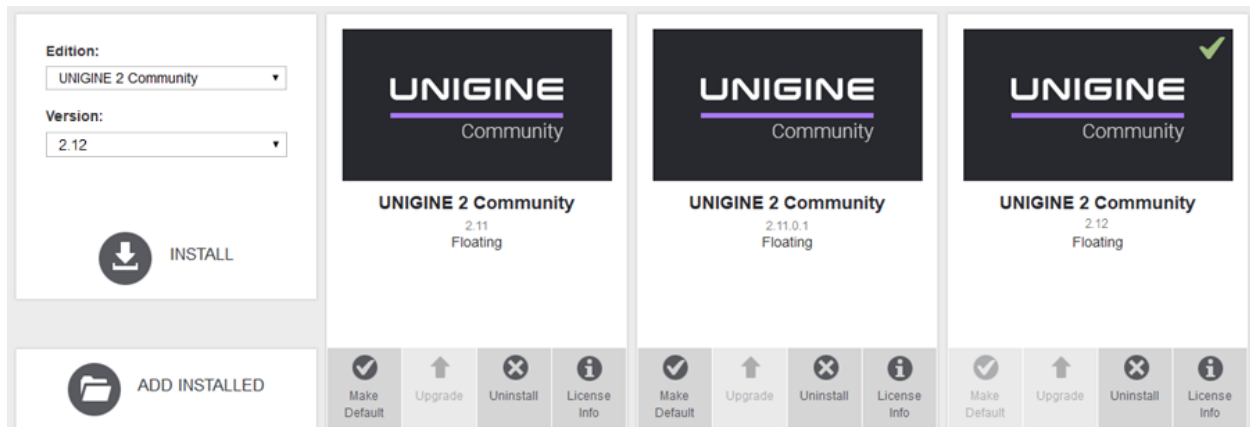 Edition:
UNIGINE 2 Community
Version:
2.12
INSTALL
ADD INSTALLED
UNIGINE
Community
UNIGINE 2 Community
2.11
Floating
Make
Default
Upgrade
Uninstall
License
Info
UNIGINE
Community
UNIGINE 2 Community
2.11.0.1
Floating
Make
Default
Upgrade
Uninstall
License
Info
UNIGINE
Community
UNIGINE 2 Community
2.12
Floating
Make
Default
Upgrade
Uninstall
License
Info